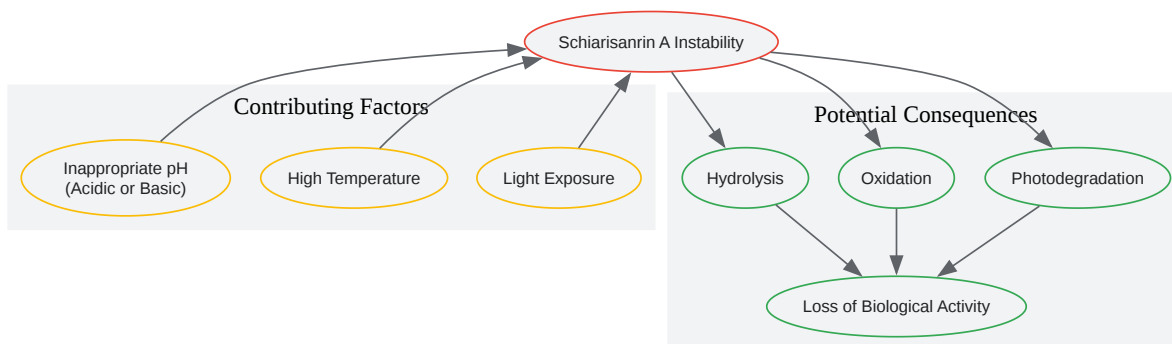 Schiarisanrin A Instability
Contributing Factors
Potential Consequences
Inappropriate pH
(Acidic or Basic)
High Temperature
Light Exposure
Hydrolysis
Oxidation
Photodegradation
Loss of Biological Activity